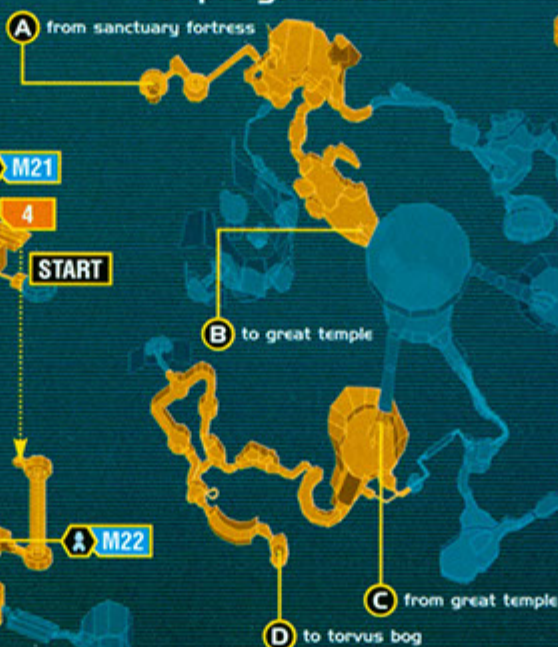 A from sanctuary fortress
M21
4
START
B to great temple
M22
C from great temple
D to torvus bog